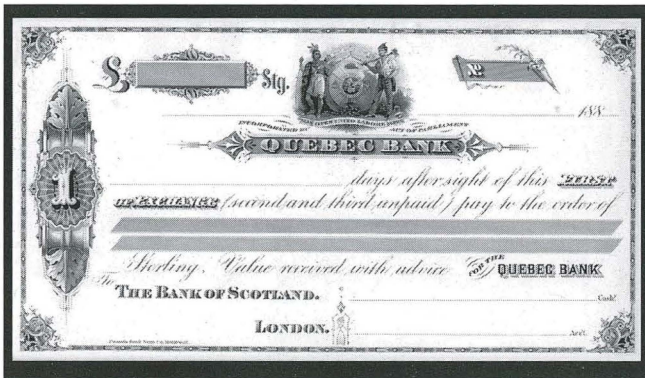 £ Stg. No
188
INCORPORATED BY ACT OF PARLIAMENT
QUEBEC BANK
1
days after sight of this FIRST
OF EXCHANGE (second and third unpaid) pay to the order of
Sterling. Value received with advice FOR THE QUEBEC BANK
To
THE BANK OF SCOTLAND.
Cash!
LONDON.
Acct.